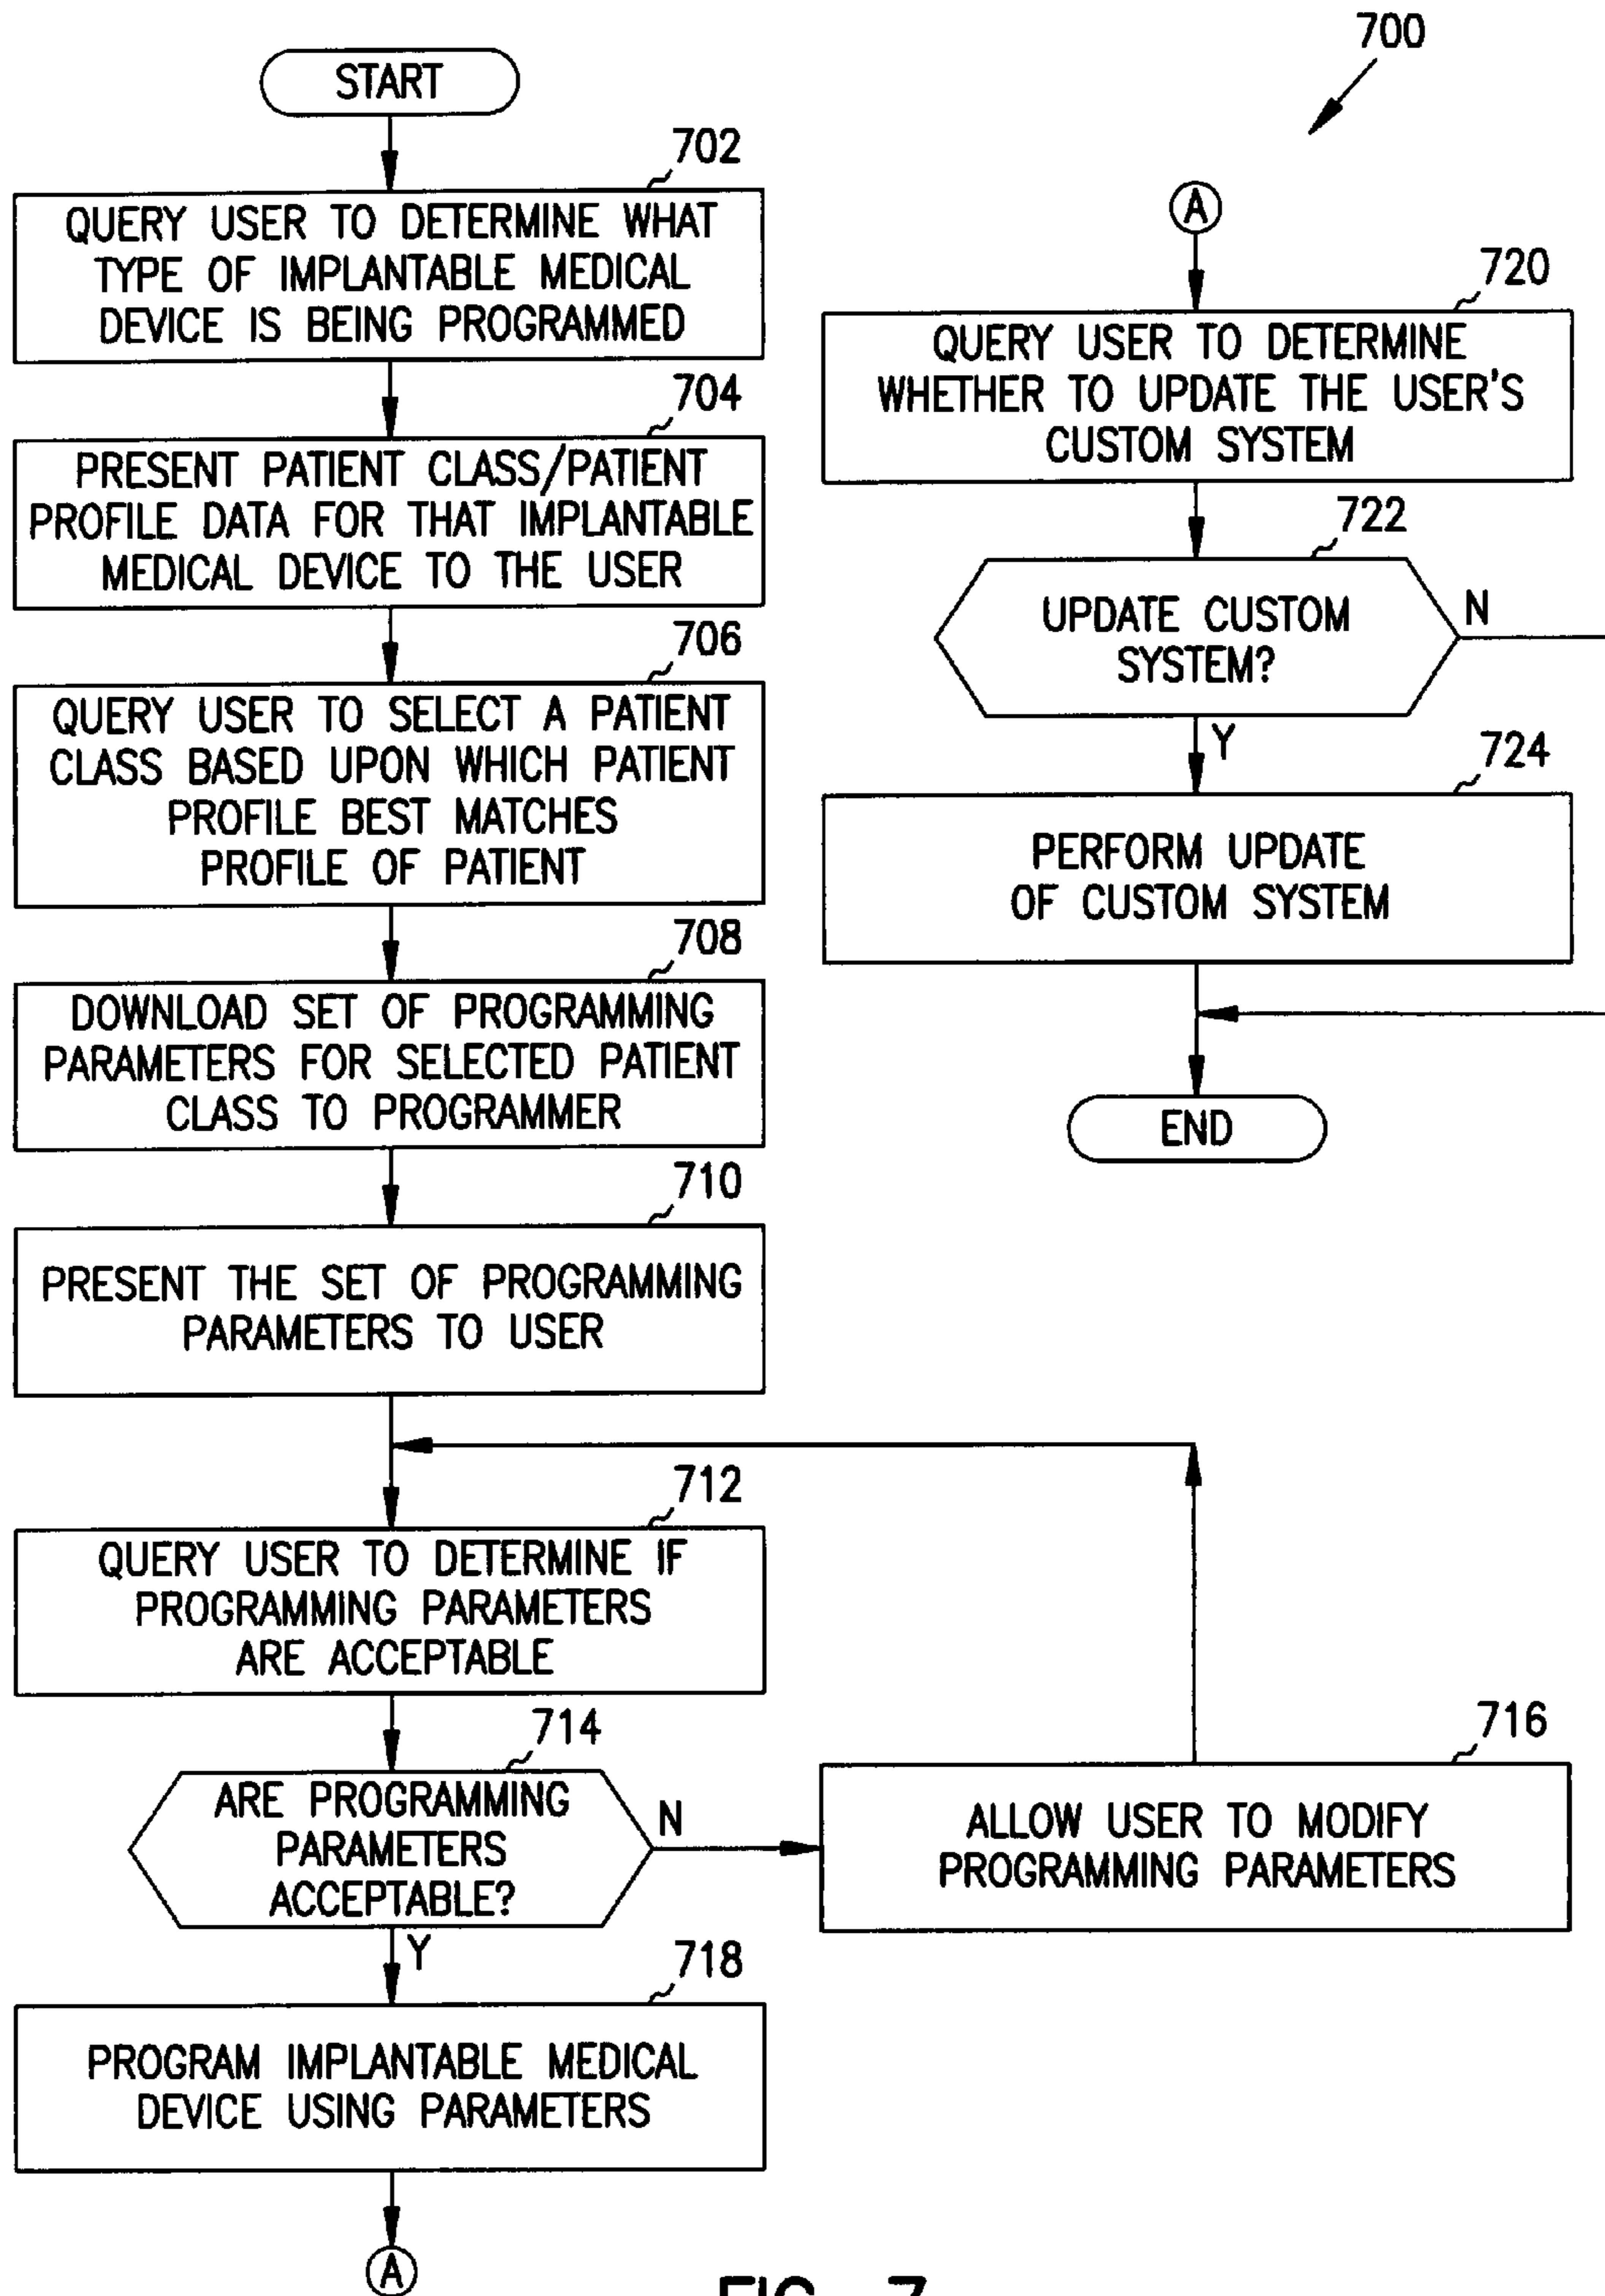 START
702
QUERY USER TO DETERMINE WHAT
TYPE OF IMPLANTABLE MEDICAL
DEVICE IS BEING PROGRAMMED
704
PRESENT PATIENT CLASS/PATIENT
PROFILE DATA FOR THAT IMPLANTABLE
MEDICAL DEVICE TO THE USER
706
QUERY USER TO SELECT A PATIENT
CLASS BASED UPON WHICH PATIENT
PROFILE BEST MATCHES
PROFILE OF PATIENT
708
DOWNLOAD SET OF PROGRAMMING
PARAMETERS FOR SELECTED PATIENT
CLASS TO PROGRAMMER
710
PRESENT THE SET OF PROGRAMMING
PARAMETERS TO USER
712
QUERY USER TO DETERMINE IF
PROGRAMMING PARAMETERS
ARE ACCEPTABLE
714
ARE PROGRAMMING
PARAMETERS
ACCEPTABLE?
N
Y
716
ALLOW USER TO MODIFY
PROGRAMMING PARAMETERS
718
PROGRAM IMPLANTABLE MEDICAL
DEVICE USING PARAMETERS
A
700
A
720
QUERY USER TO DETERMINE
WHETHER TO UPDATE THE USER'S
CUSTOM SYSTEM
722
UPDATE CUSTOM
SYSTEM?
N
Y
724
PERFORM UPDATE
OF CUSTOM SYSTEM
END
FIG. 7